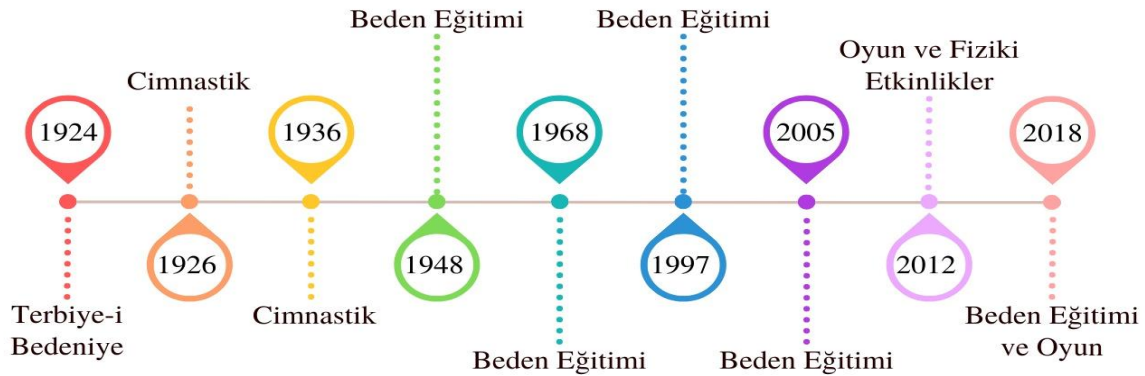 Beden Eğitimi
Beden Eğitimi
Oyun ve Fiziki
Etkinlikler
Cimnastik
1924
1936
1968
2005
2018
1926
1948
1997
2012
Terbiye-i
Bedeniye
Cimnastik
Beden Eğitimi
ve Oyun
Beden Eğitimi
Beden Eğitimi